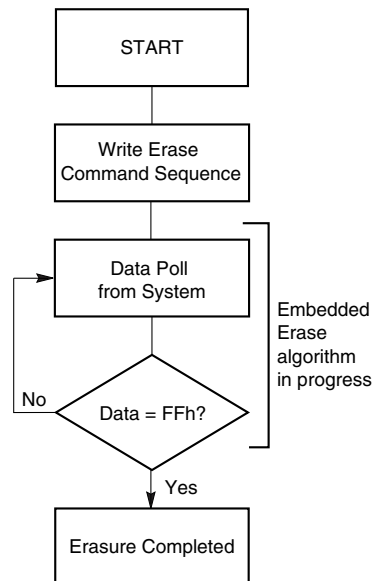 START
Write Erase
Command Sequence
Data Poll
from System
Embedded
Erase
algorithm
in progress
No
Data = FFh?
Yes
Erasure Completed